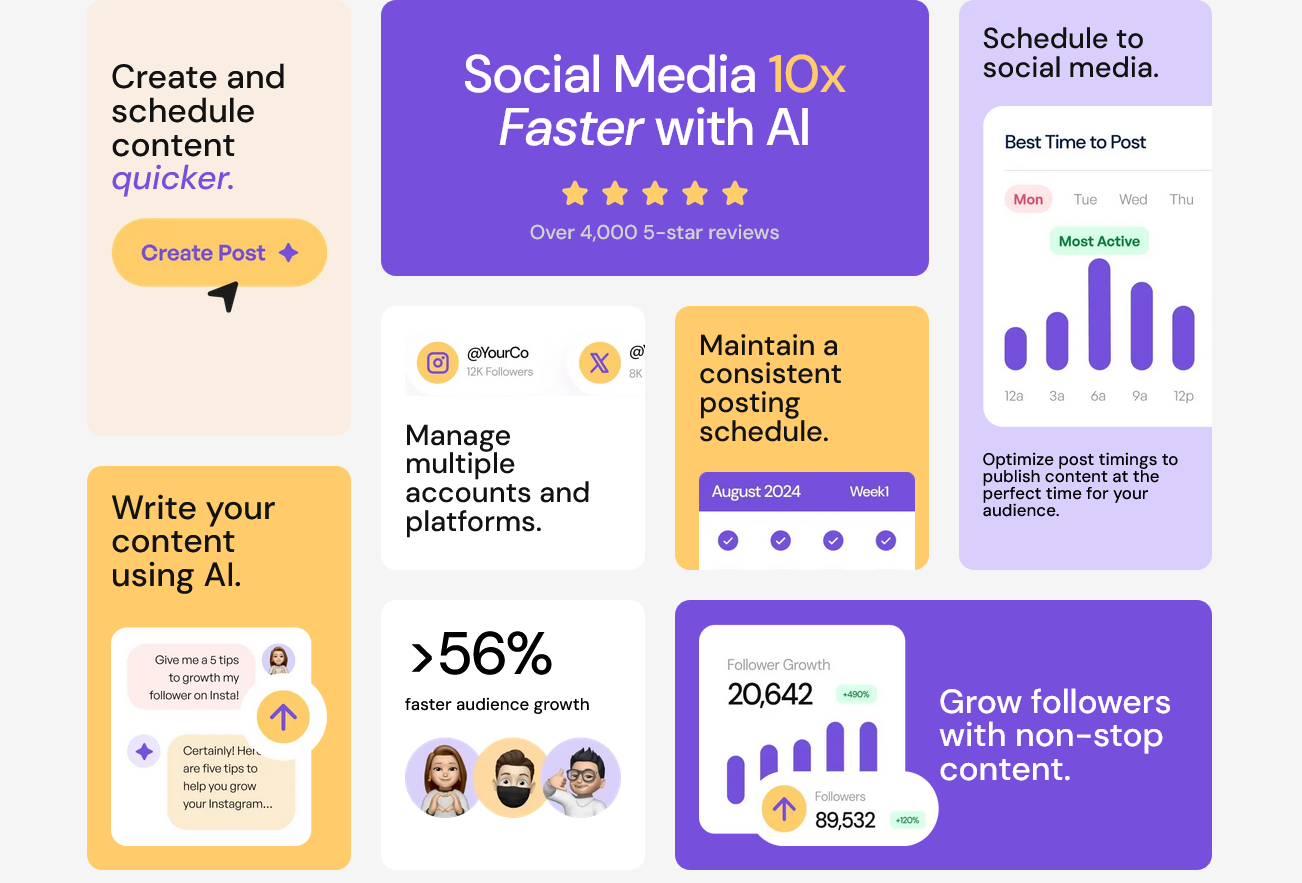 Create and
schedule
content
quicker.
Create Post
Social Media 10x
Faster with AI
Over 4,000 5-star reviews
Schedule to
social media.
Best Time to Post
Mon Tue Wed Thu
Most Active
12a 3a 6a 9a 12p
Optimize post timings to
publish content at the
perfect time for your
audience.
@YourCo
12K Followers
8K
Manage
multiple
accounts and
platforms.
Maintain a
consistent
posting
schedule.
August 2024 Week1
Write your
content
using AI.
Give me a 5 tips
to growth my
follower on Insta!
Certainly! Here
are five tips to
help you grow
your Instagram...
>56%
faster audience growth
Follower Growth
20,642 +490%
Followers
89,532 +120%
Grow followers
with non-stop
content.